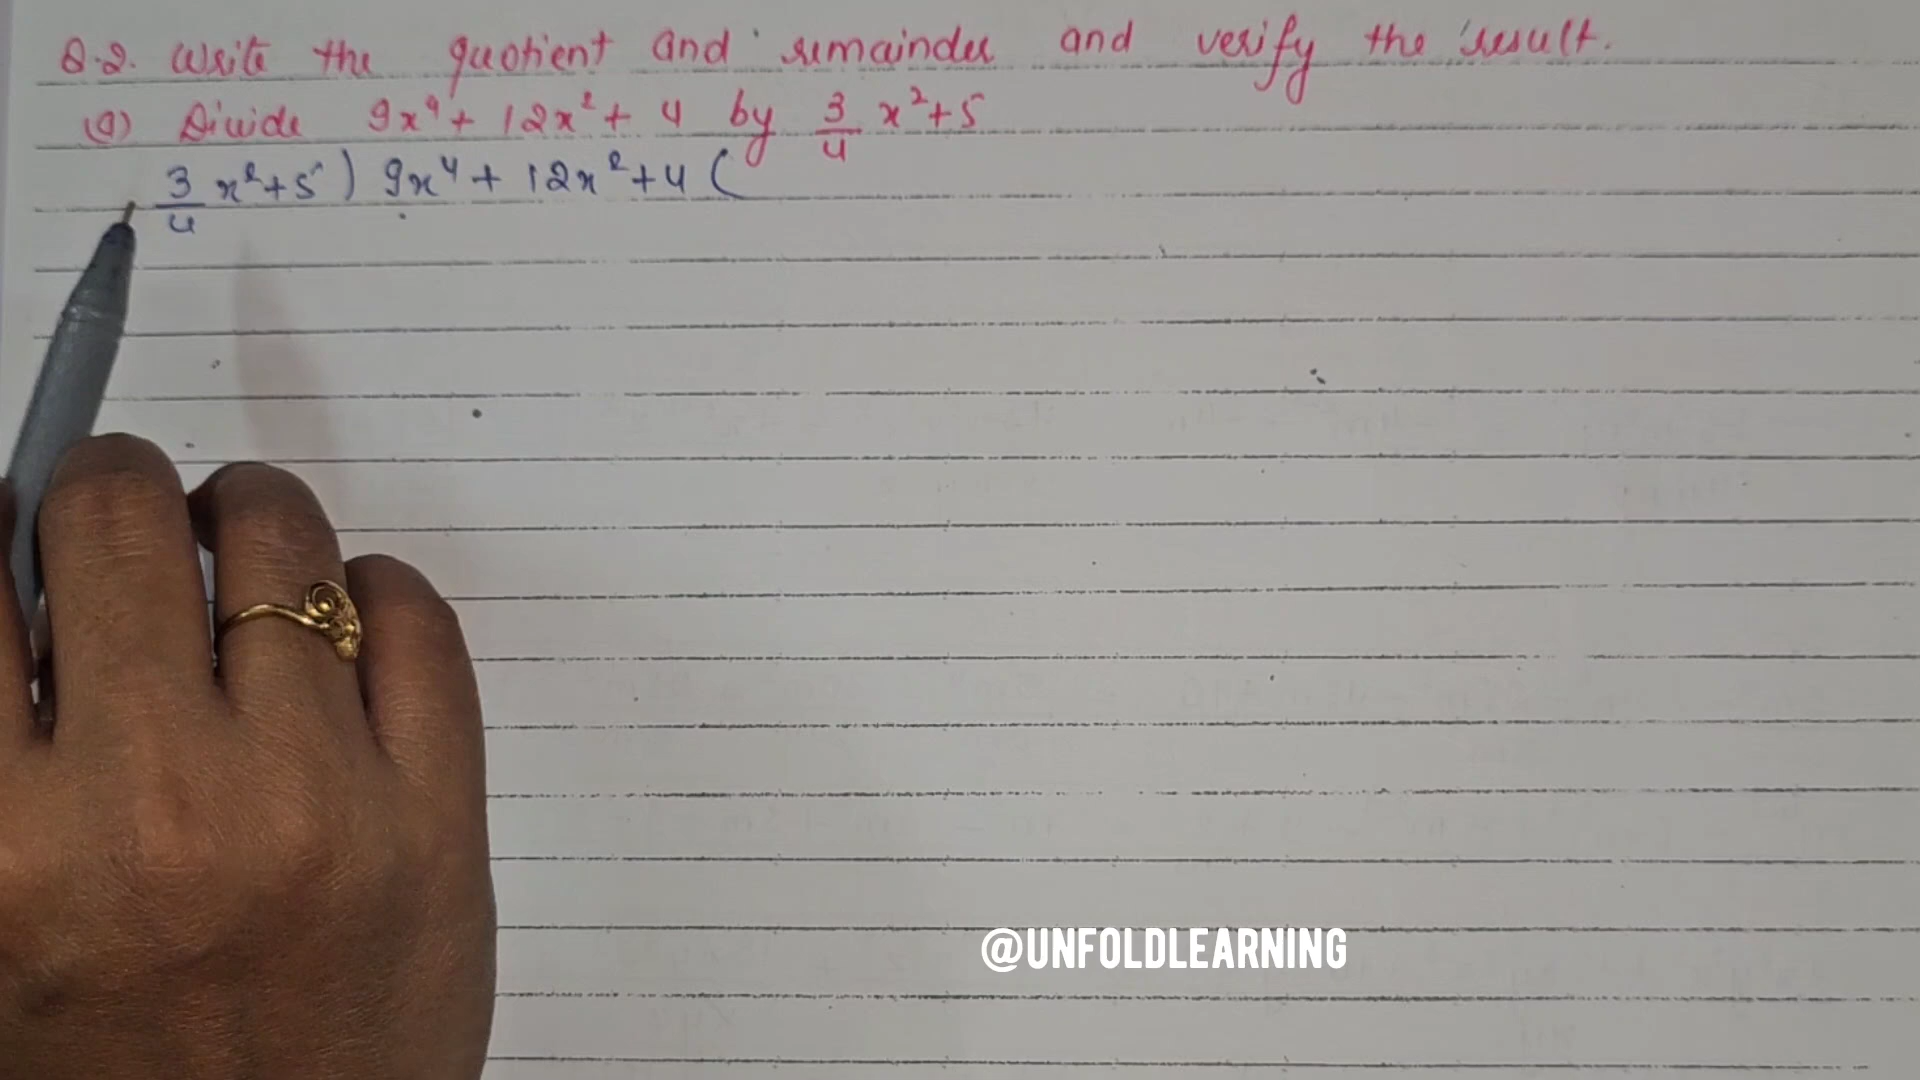 Q.2. Write the quotient and remainder and verify the result.
(a) Divide 9x⁴ + 12x² + 4 by 3/4 x² + 5
3/4 x² + 5 ) 9x⁴ + 12x² + 4 (
@UNFOLDLEARNING